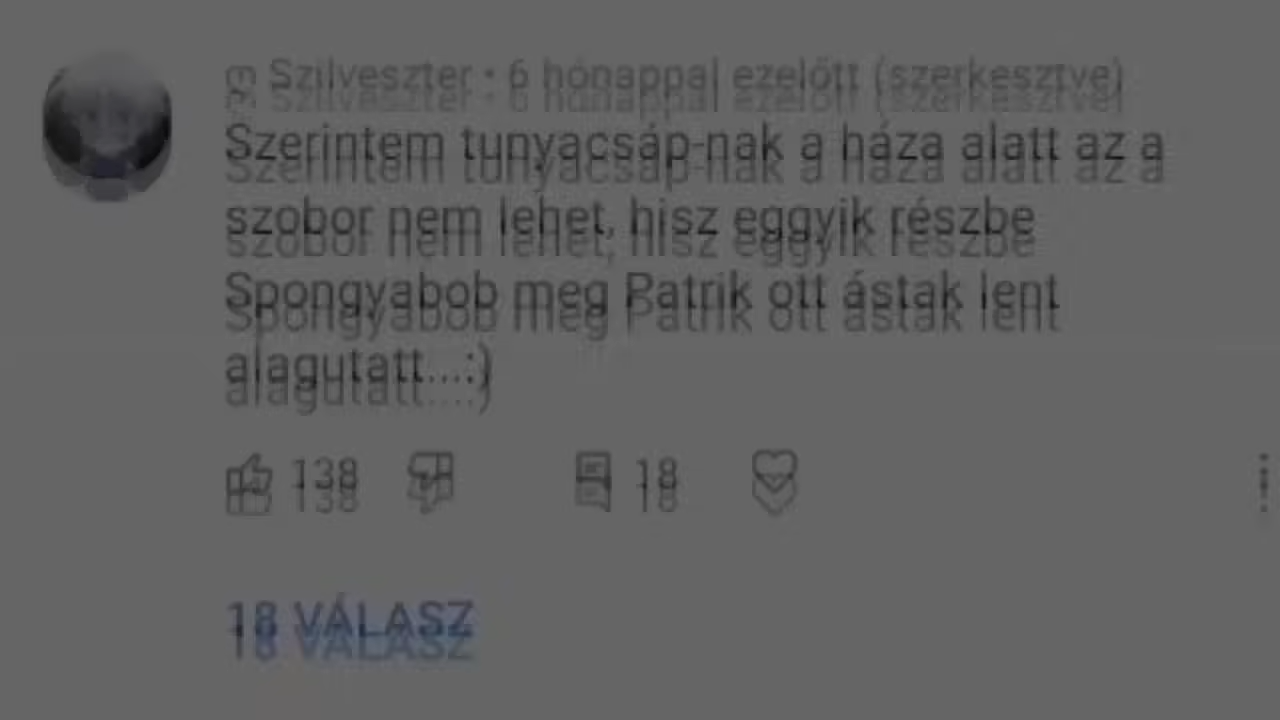 Szilveszter • 6 hónappal ezelőtt (szerkesztve)
Szerintem tunyacsáp-nak a háza alatt az a
szobor nem lehet, hisz eggyik részbe
Spongyabob meg Patrik ott ástak lent
alagutatt...:)
138 18
18 VÁLASZ